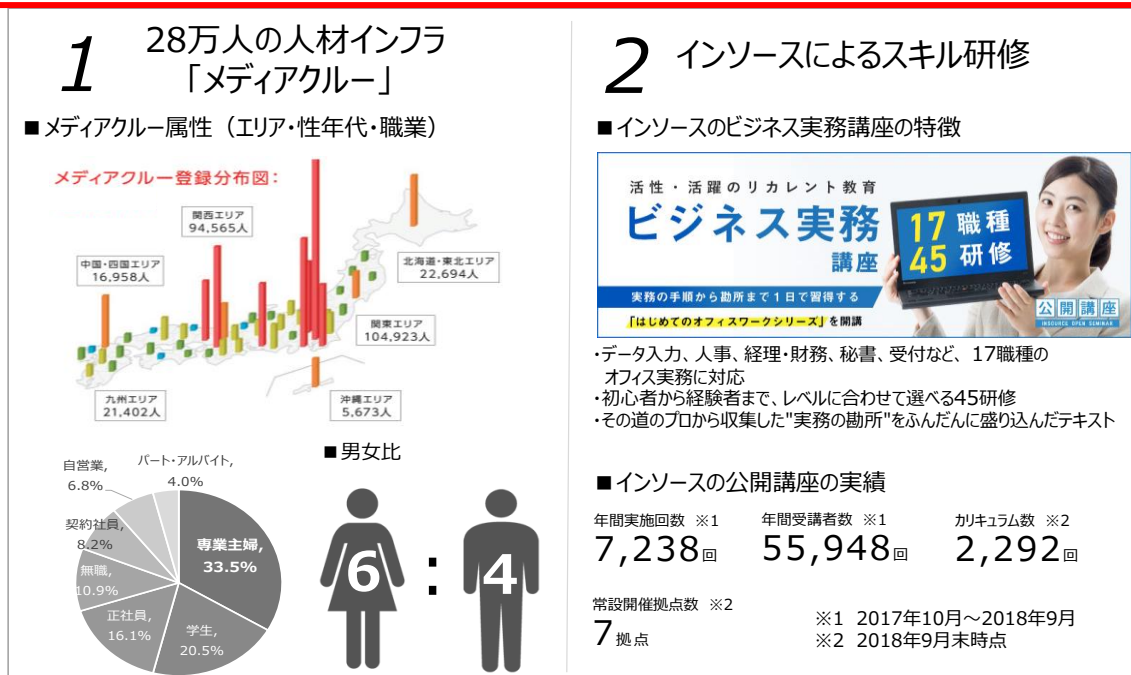 1
28万人の人材インフラ
「メディアクルー」
■メディアクルー属性（エリア・性年代・職業）
メディアクルー登録分布図：
関西エリア
94,565人
中国・四国エリア
16,958人
北海道・東北エリア
22,694人
関東エリア
104,923人
九州エリア
21,402人
沖縄エリア
5,673人
自営業,
6.8%
パート・アルバイト,
4.0%
契約社員,
8.2%
専業主婦,
33.5%
無職,
10.9%
正社員,
16.1%
学生,
20.5%
■男女比
6 : 4
2
インソースによるスキル研修
■インソースのビジネス実務講座の特徴
活性・活躍のリカレント教育
ビジネス実務
講座
17職種
45研修
実務の手順から勘所まで１日で習得する
「はじめてのオフィスワークシリーズ」を開講
公開講座
INSOURCE OPEN SEMINAR
・データ入力、人事、経理・財務、秘書、受付など、17職種の
オフィス実務に対応
・初心者から経験者まで、レベルに合わせて選べる45研修
・その道のプロから収集した"実務の勘所"をふんだんに盛り込んだテキスト
■インソースの公開講座の実績
年間実施回数 ※1
7,238回
年間受講者数 ※1
55,948回
カリキュラム数 ※2
2,292回
常設開催拠点数 ※2
7拠点
※1 2017年10月～2018年9月
※2 2018年9月末時点